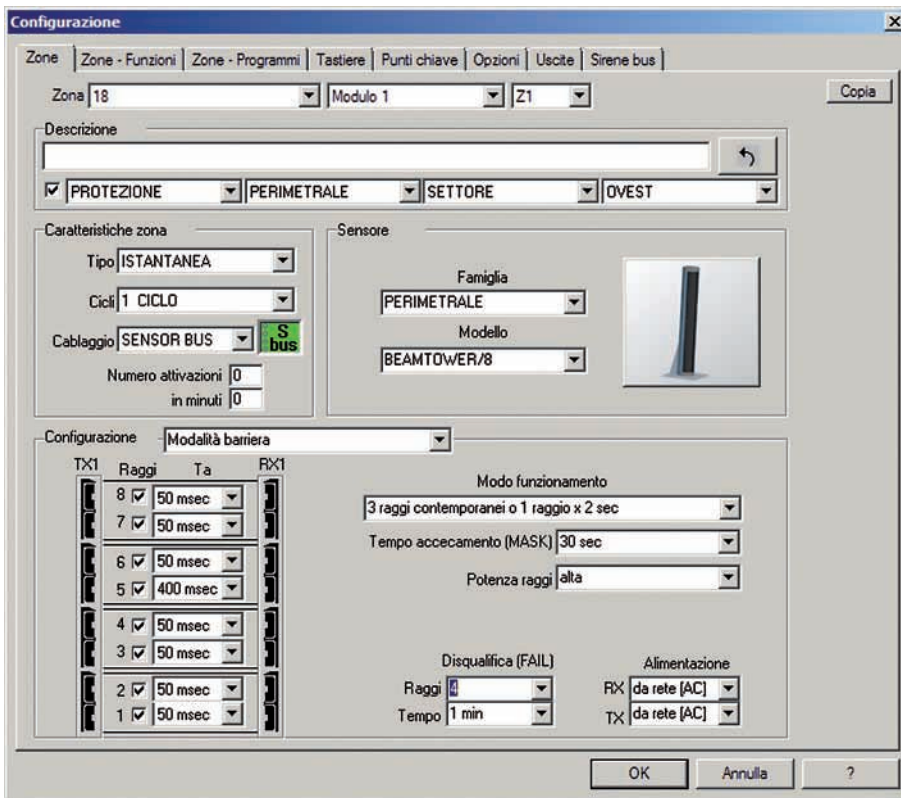 Configurazione
Zone Zone - Funzioni Zone - Programmi Tastiere Punti chiave Opzioni Uscite Sirene bus
Zona 18 Modulo 1 Z1 Copia
Descrizione
PROTEZIONE PERIMETRALE SETTORE OVEST
Caratteristiche zona
Tipo ISTANTANEA
Cicli 1 CICLO
Cablaggio SENSOR BUS S bus
Numero attivazioni 0
in minuti 0
Sensore
Famiglia
PERIMETRALE
Modello
BEAMTOWER/8
Configurazione Modalità barriera
TX1 Raggi Ta RX1
8 50 msec
7 50 msec
6 50 msec
5 400 msec
4 50 msec
3 50 msec
2 50 msec
1 50 msec
Modo funzionamento
3 raggi contemporanei o 1 raggio x 2 sec
Tempo accecamento (MASK) 30 sec
Potenza raggi alta
Disqualifica (FAIL)
Raggi 4
Tempo 1 min
Alimentazione
RX da rete [AC]
TX da rete [AC]
OK Annulla ?